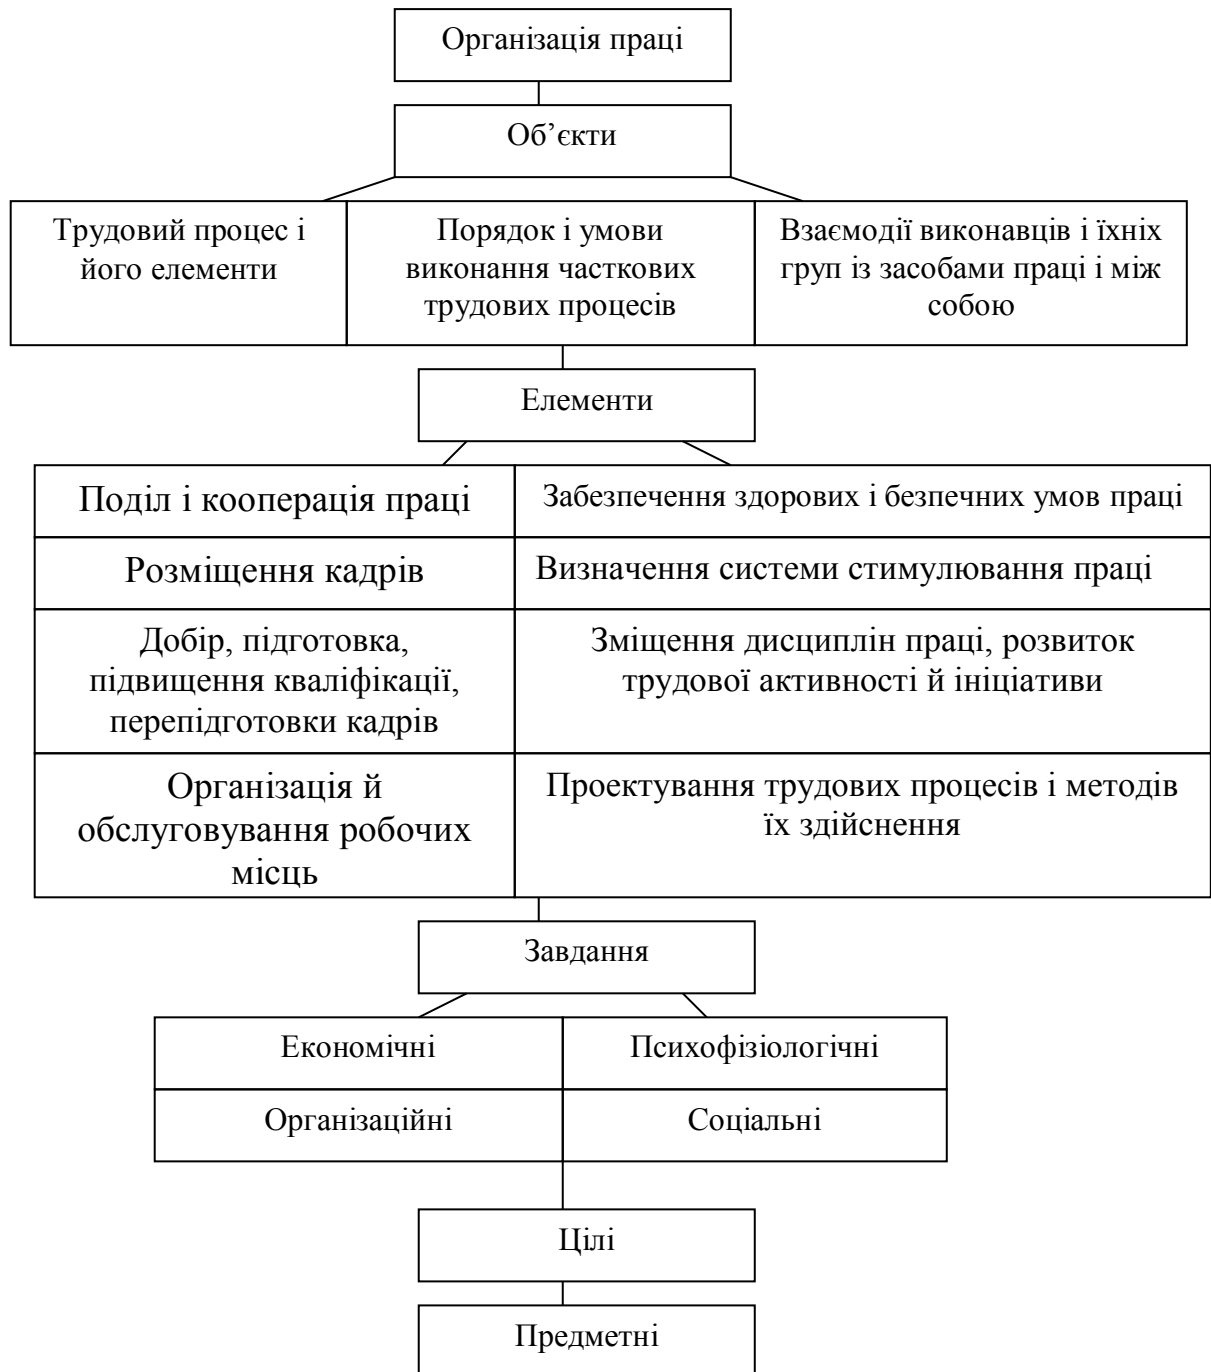 Організація праці
Об’єкти
Трудовий процес і
його елементи
Порядок і умови
виконання часткових
трудових процесів
Взаємодії виконавців і їхніх
груп із засобами праці і між
собою
Елементи
Поділ і кооперація праці
Забезпечення здорових і безпечних умов праці
Розміщення кадрів
Визначення системи стимулювання праці
Добір, підготовка,
підвищення кваліфікації,
перепідготовки кадрів
Зміщення дисциплін праці, розвиток
трудової активності й ініціативи
Організація й
обслуговування робочих
місць
Проектування трудових процесів і методів
їх здійснення
Завдання
Економічні
Психофізіологічні
Організаційні
Соціальні
Цілі
Предметні